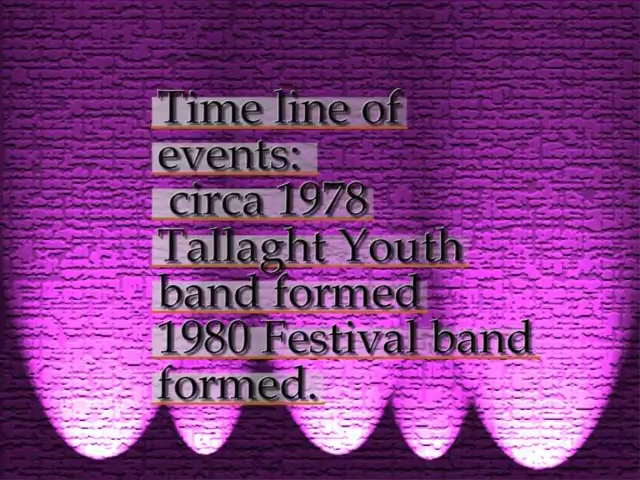 Time line of
events:
circa 1978
Tallaght Youth
band formed
1980 Festival band
formed.